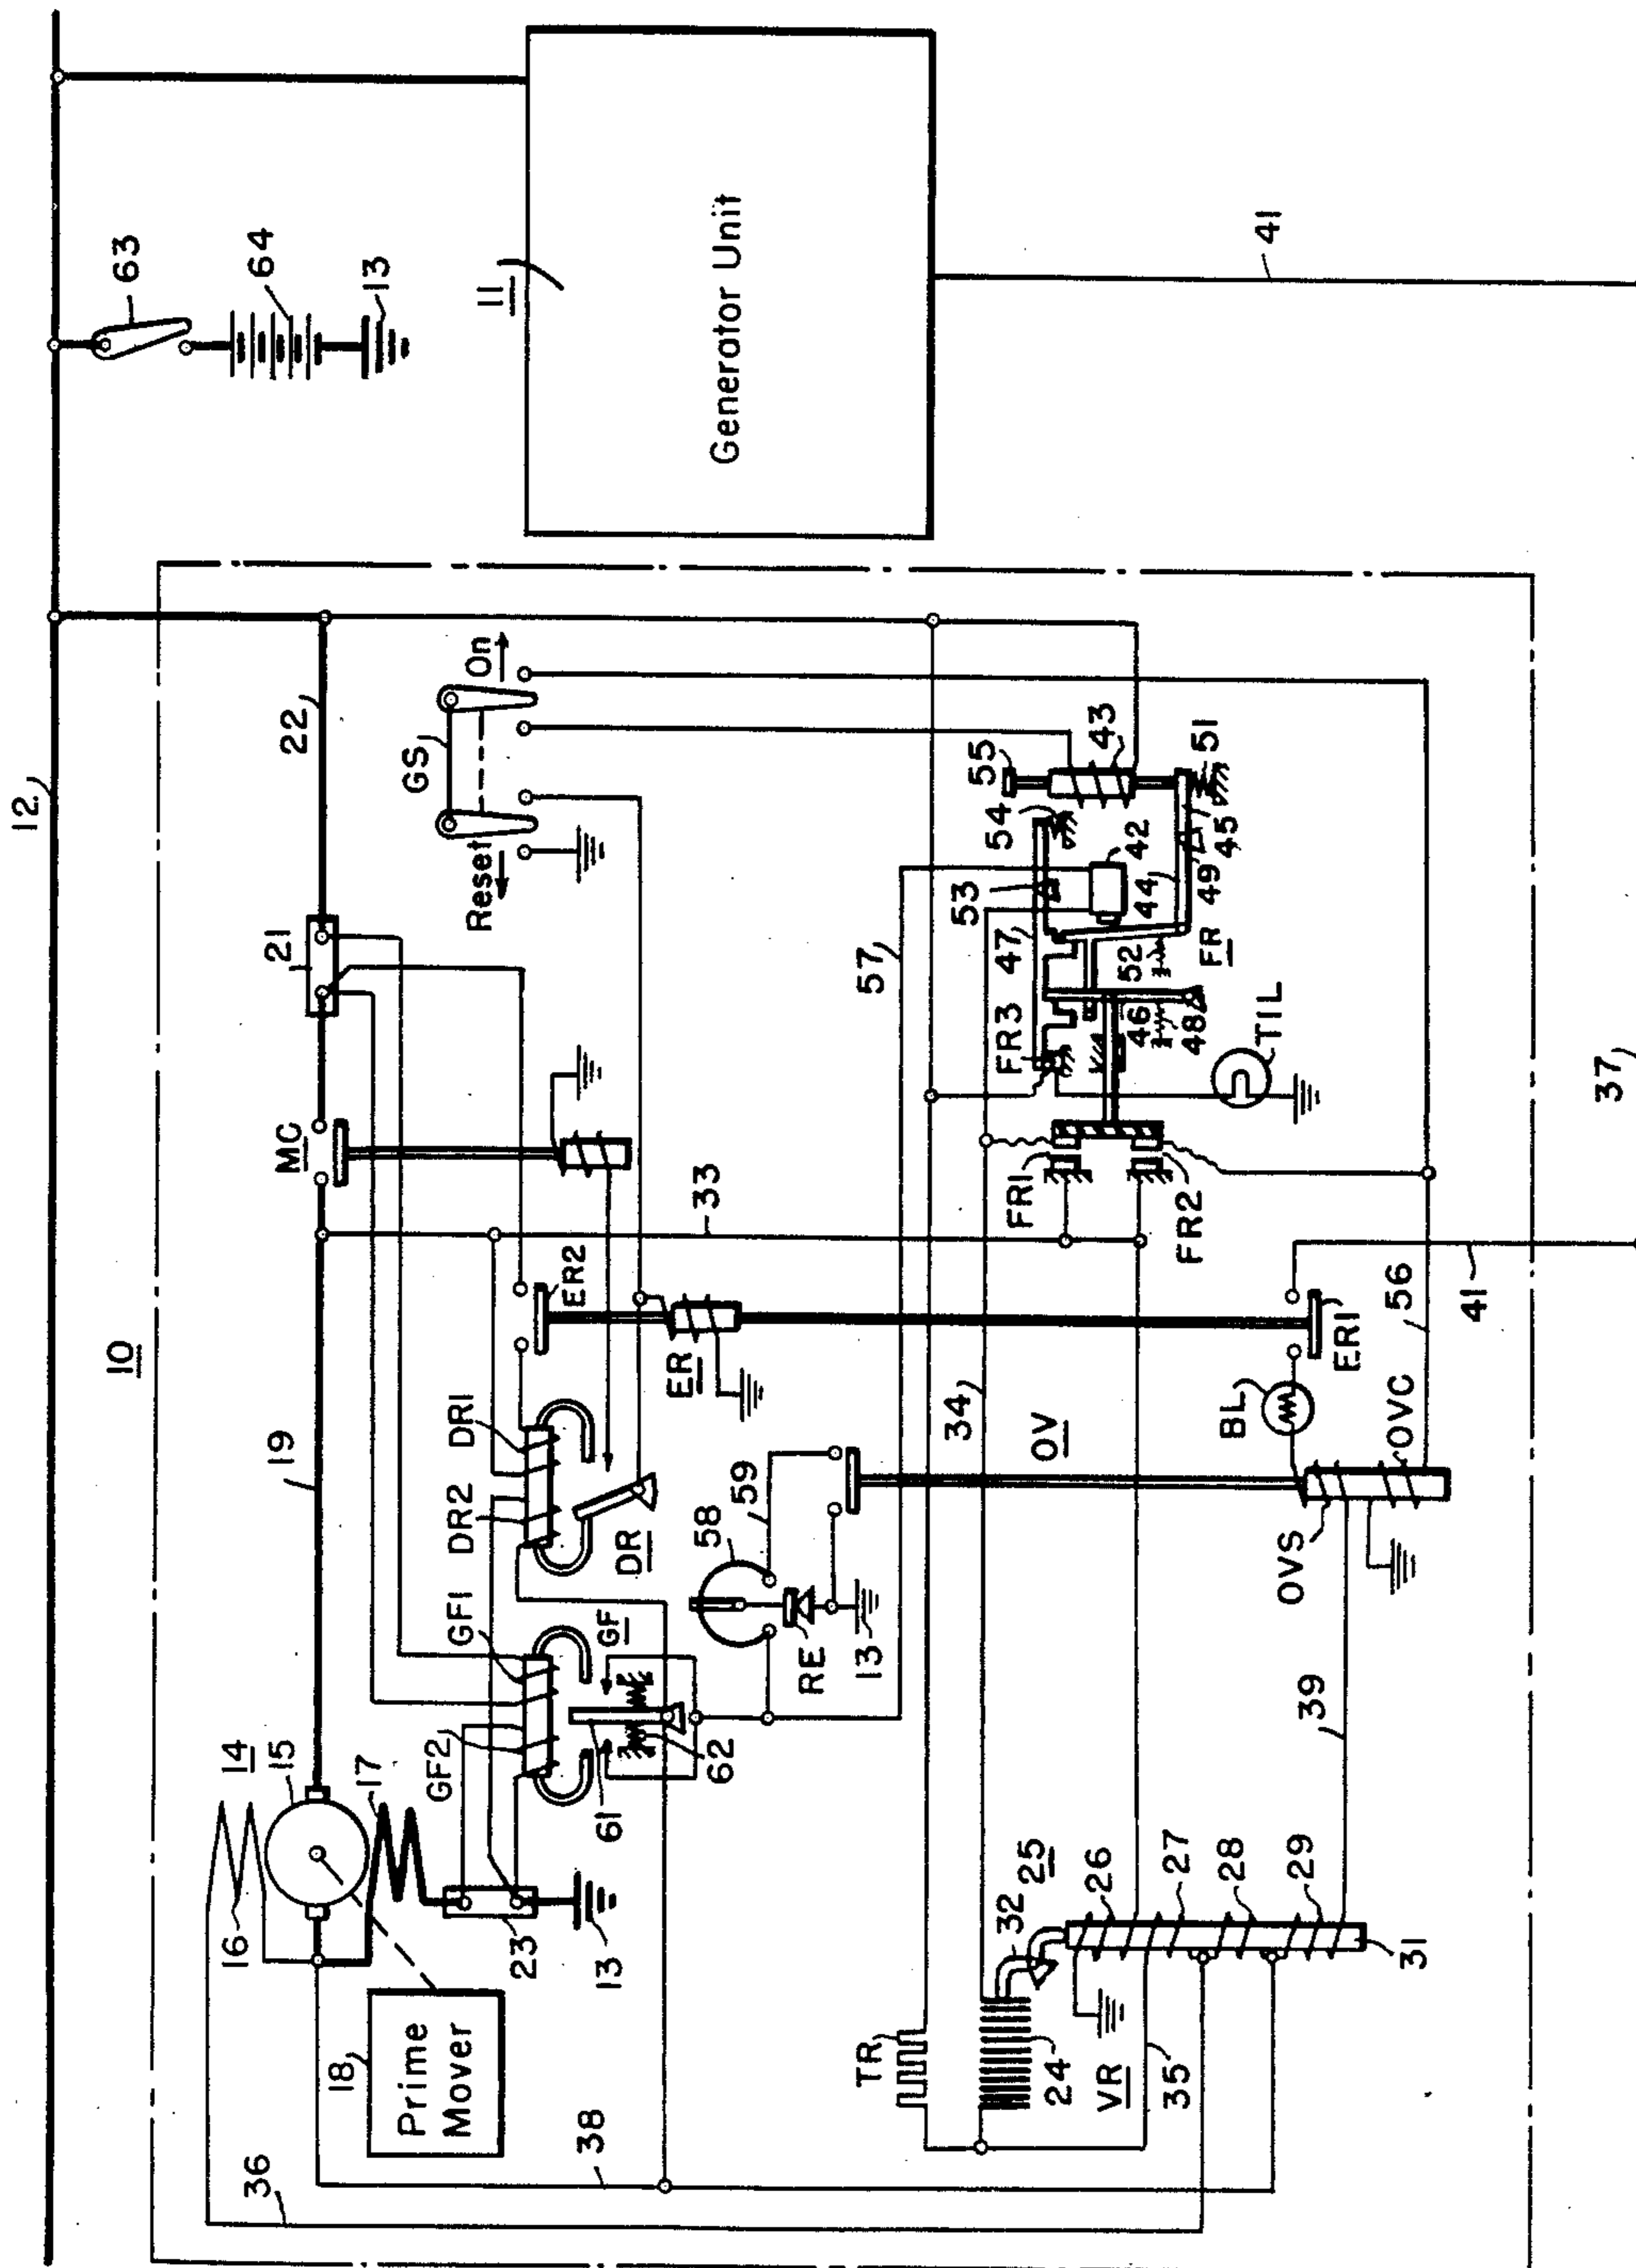 12
10
36
38
18
Prime
Mover
16
14
15
17
23
13
19
GF2
GF1
DR2
DR1
61
62
GF
DR
ER2
ER
33
MC
21
22
GS
Reset
On
63
64
13
11
Generator Unit
41
58
59
RE
13
57
34
OV
TR
24
VR
35
32
25
26
27
28
29
31
39
OVS
OVC
BL
ER1
56
41
37
FR1
FR2
FR3
47
53
54
55
43
42
44
49
45
51
52
FR
46
48
TIL